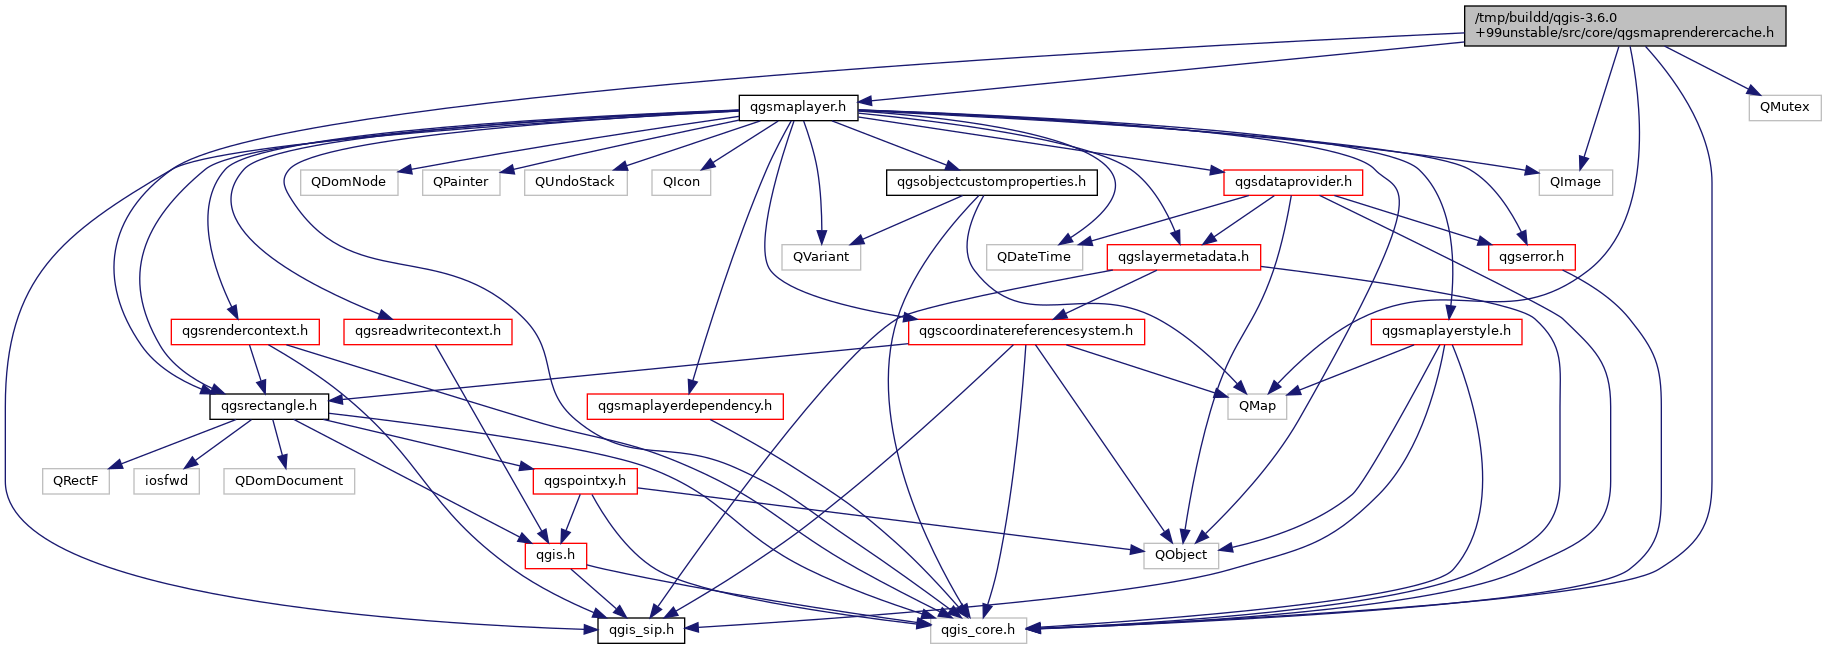 /tmp/buildd/qgis-3.6.0
+99unstable/src/core/qgsmaprenderercache.h
qgsmaplayer.h
QMutex
QDomNode
QPainter
QUndoStack
QIcon
qgsobjectcustomproperties.h
qgsdataprovider.h
QImage
QVariant
QDateTime
qgslayermetadata.h
qgserror.h
qgsrendercontext.h
qgsreadwritecontext.h
qgscoordinatereferencesystem.h
qgsmaplayerstyle.h
qgsrectangle.h
qgsmaplayerdependency.h
QMap
QRectF
iosfwd
QDomDocument
qgspointxy.h
qgis.h
QObject
qgis_sip.h
qgis_core.h